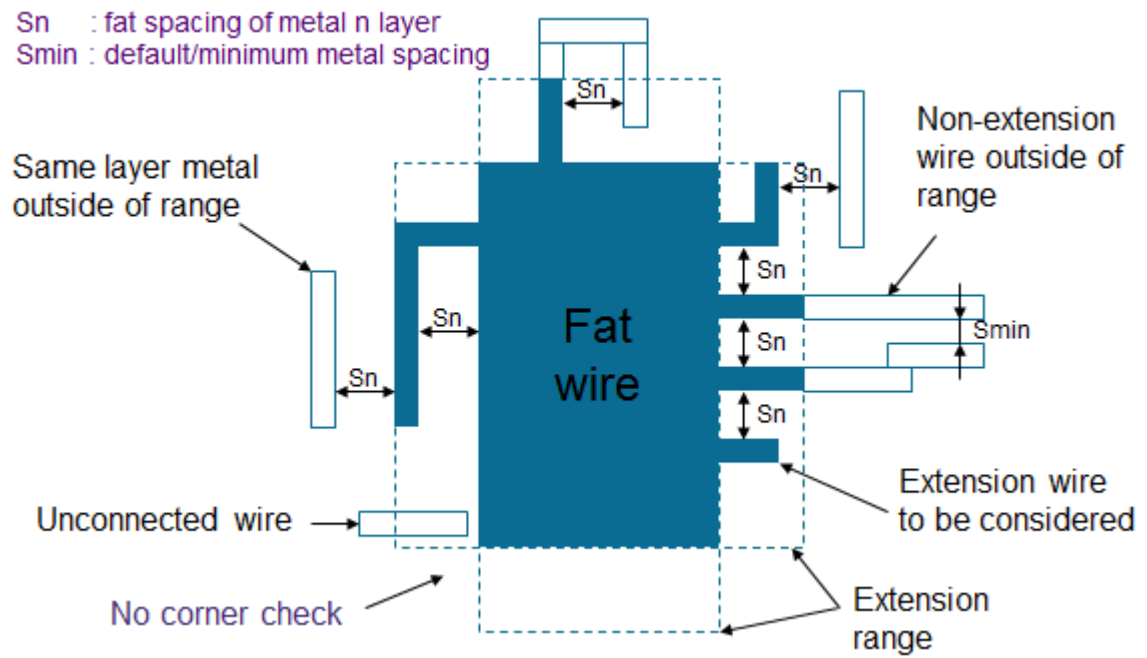 Sn : fat spacing of metal n layer
Smin : default/minimum metal spacing
Sn
Same layer metal
outside of range
Sn
Non-extension
wire outside of
range
Sn
Sn
Fat
wire
Sn
Smin
Sn
Sn
Unconnected wire
Extension wire
to be considered
No corner check
Extension
range